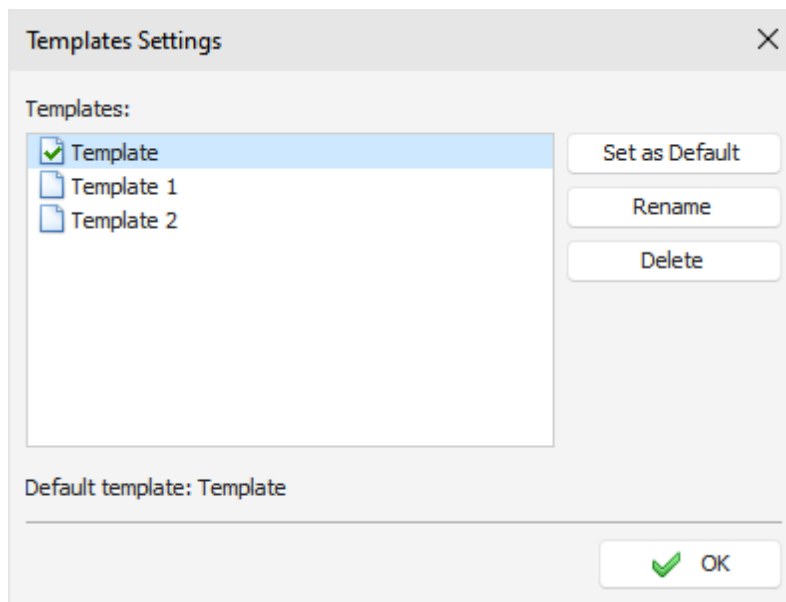 Templates Settings
Templates:
Template
Template 1
Template 2
Set as Default
Rename
Delete
Default template: Template
OK